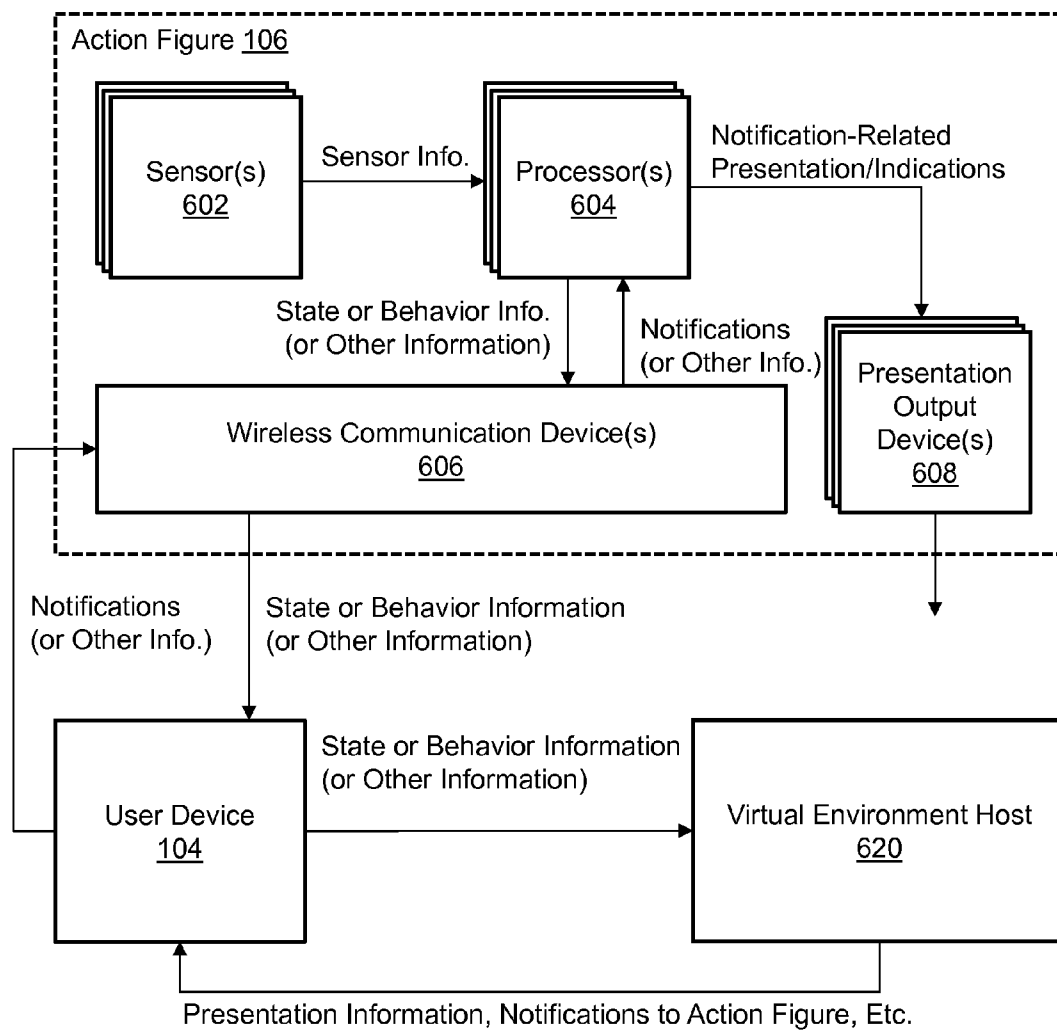 Action Figure 106
Sensor(s)
602
Sensor Info.
Processor(s)
604
Notification-Related
Presentation/Indications
State or Behavior Info.
(or Other Information)
Notifications
(or Other Info.)
Presentation
Output
Device(s)
608
Wireless Communication Device(s)
606
Notifications
(or Other Info.)
State or Behavior Information
(or Other Information)
User Device
104
State or Behavior Information
(or Other Information)
Virtual Environment Host
620
Presentation Information, Notifications to Action Figure, Etc.